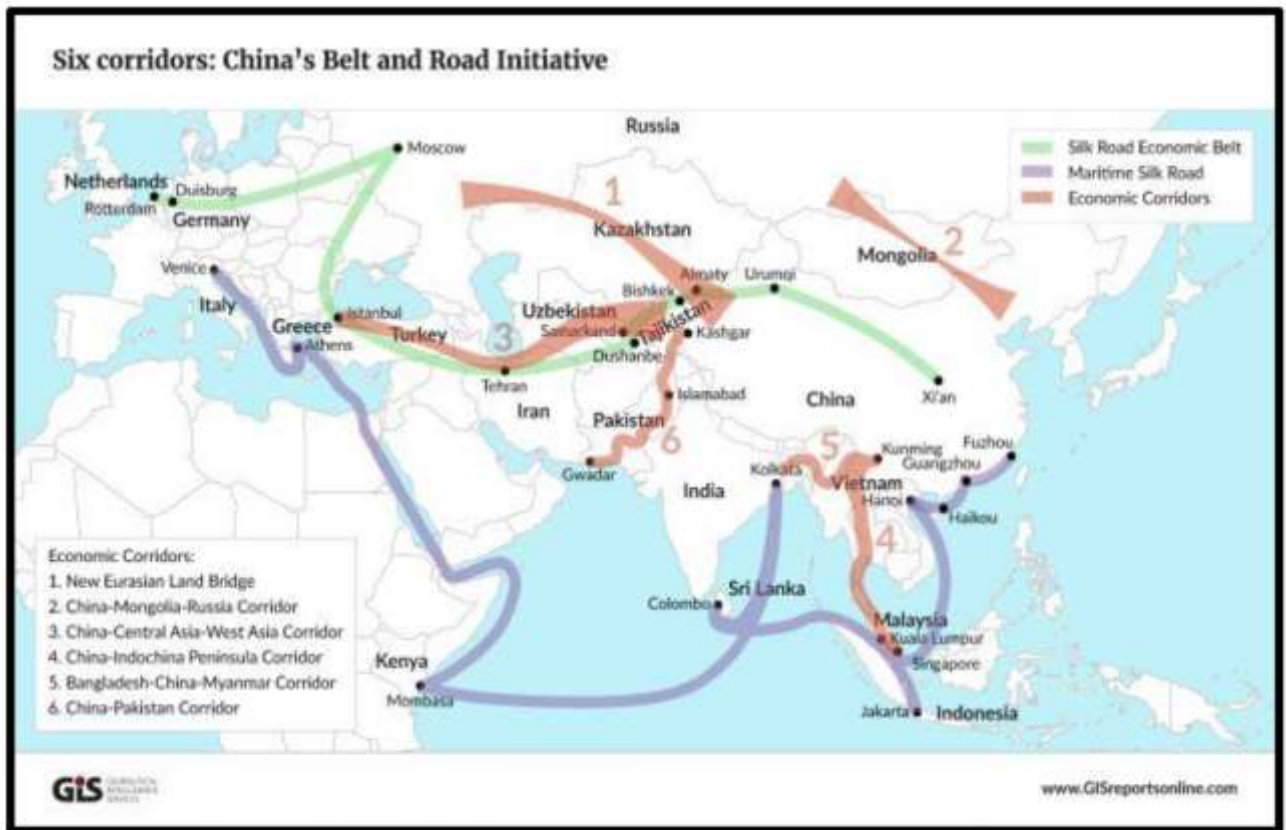 Six corridors: China's Belt and Road Initiative
Russia
Moscow
Silk Road Economic Belt
Maritime Silk Road
Economic Corridors
Netherlands
Duisburg
Rotterdam
Germany
1
Kazakhstan
2
Mongolia
Venice
Italy
Almaty
Urumqi
Bishkek
Istanbul
Greece
Athens
Turkey
3
Uzbekistan
Samarkand
Tajikistan
Kashgar
Dushanbe
Tehran
Iran
Islamabad
Pakistan
6
China
Xi'an
Gwadar
India
Kolkata
5
Kunming
Fuzhou
Guangzhou
Vietnam
Hanoi
Haikou
4
Economic Corridors:
1. New Eurasian Land Bridge
2. China-Mongolia-Russia Corridor
3. China-Central Asia-West Asia Corridor
4. China-Indochina Peninsula Corridor
5. Bangladesh-China-Myanmar Corridor
6. China-Pakistan Corridor
Colombo
Sri Lanka
Malaysia
Kuala Lumpur
Singapore
Kenya
Mombasa
Jakarta
Indonesia
GIS
www.GISreportsonline.com